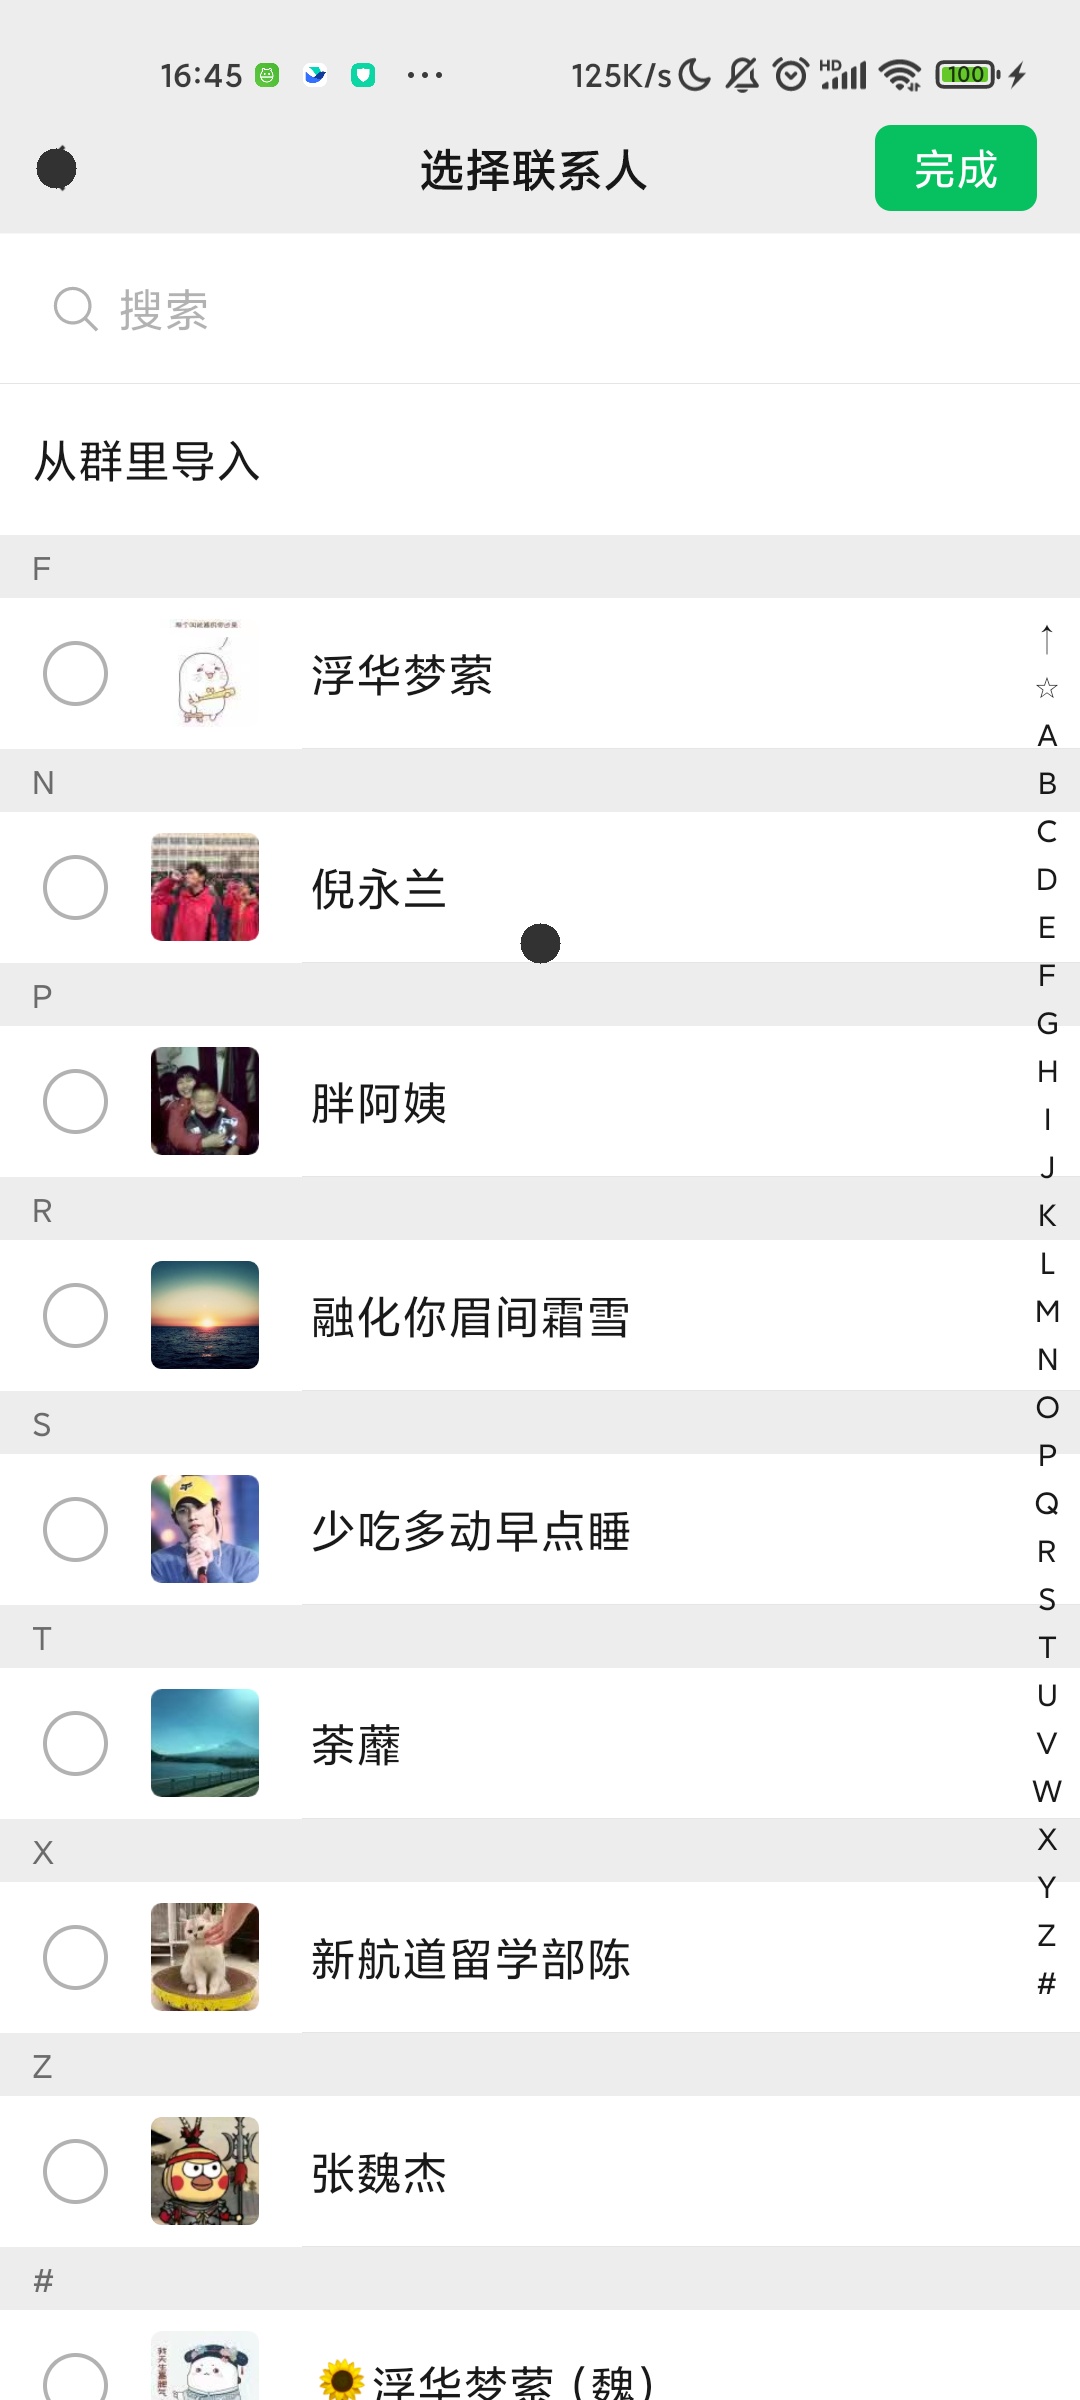 16:45 125K/s HD 100
选择联系人 完成
搜索
从群里导入
F
浮华梦萦
N
倪永兰
P
胖阿姨
R
融化你眉间霜雪
S
少吃多动早点睡
T
荼蘼
X
新航道留学部陈
Z
张魏杰
#
🌻浮华梦萦（魏）
↑
☆
A
B
C
D
E
F
G
H
I
J
K
L
M
N
O
P
Q
R
S
T
U
V
W
X
Y
Z
#